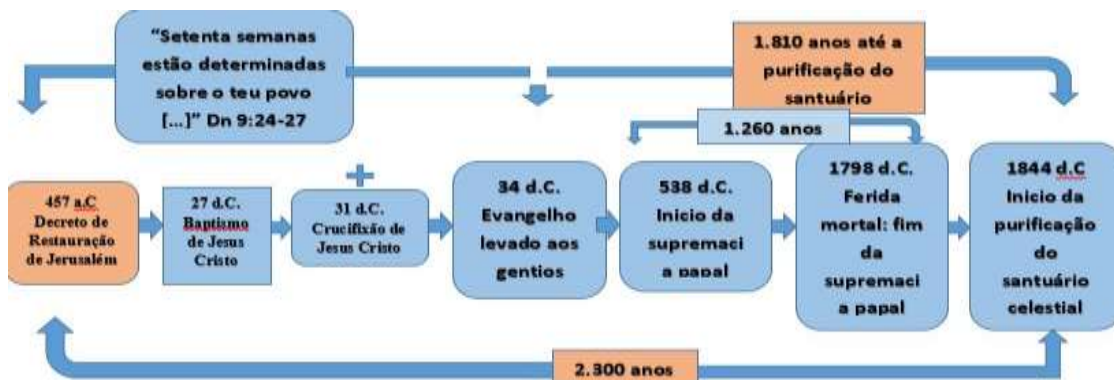 “Setenta semanas
estão determinadas
sobre o teu povo
[...]” Dn 9:24-27
1.810 anos até a
purificação do
santuário
1.260 anos
457 a.C
Decreto de
Restauração
de Jerusalém
27 d.C.
Baptismo
de Jesus
Cristo
31 d.C.
Crucifixão de
Jesus Cristo
34 d.C.
Evangelho
levado aos
gentios
538 d.C.
Inicio da
supremaci
a papal
1798 d.C.
Ferida
mortal: fim
da
supremaci
a papal
1844 d.C
Inicio da
purificação
do
santuário
celestial
2.300 anos